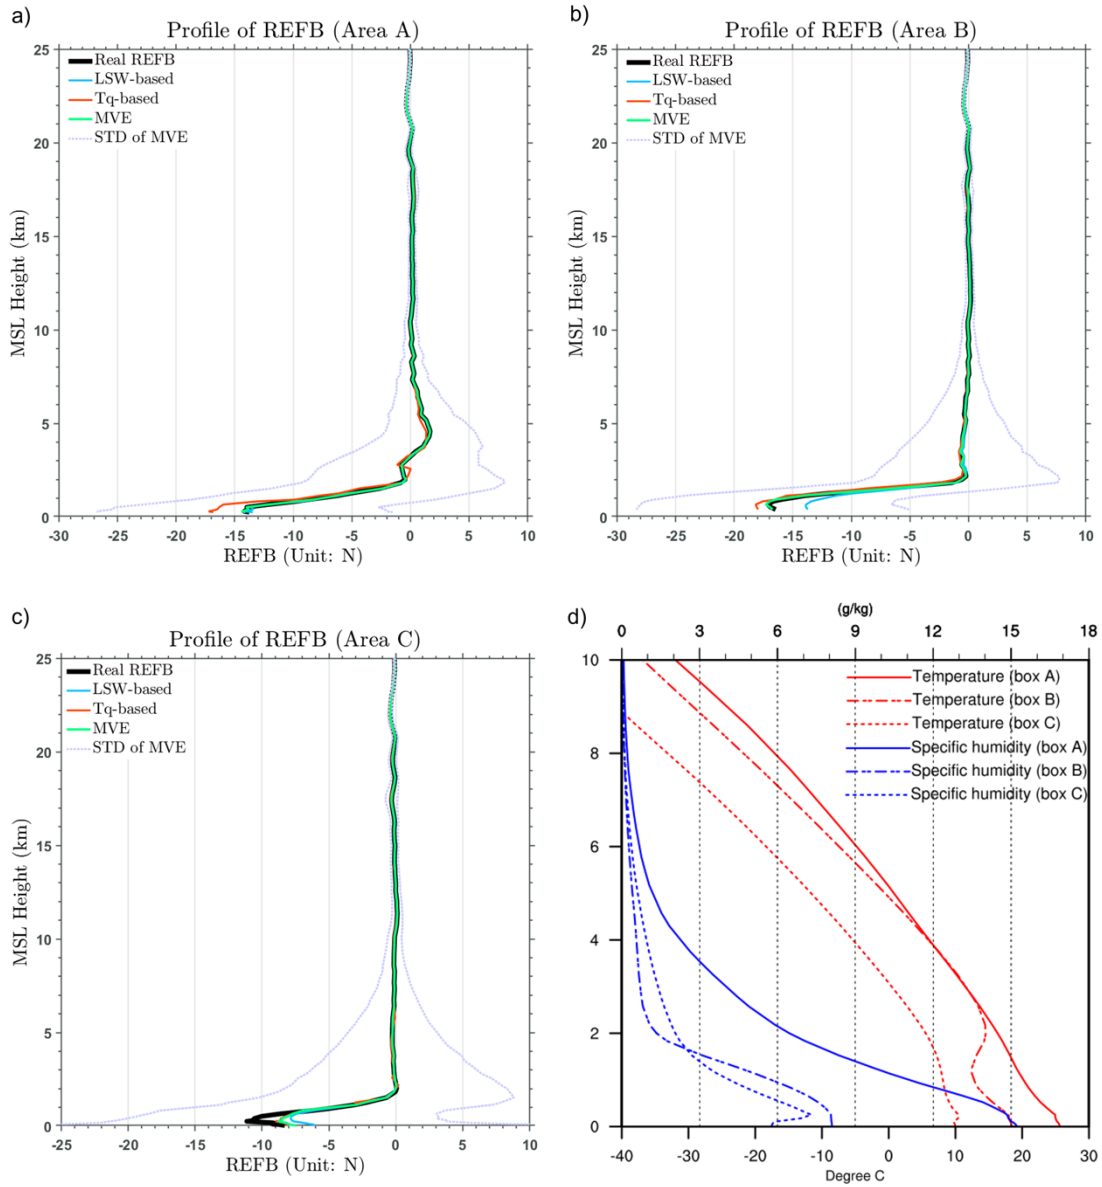 a)
Profile of REFB (Area A)
25
20
15
10
5
0
MSL Height (km)
Real REFB
LSW-based
Tq-based
MVE
STD of MVE
-30 -25 -20 -15 -10 -5 0 5 10
REFB (Unit: N)
b)
Profile of REFB (Area B)
25
20
15
10
5
0
MSL Height (km)
Real REFB
LSW-based
Tq-based
MVE
STD of MVE
-30 -25 -20 -15 -10 -5 0 5 10
REFB (Unit: N)
c)
Profile of REFB (Area C)
25
20
15
10
5
0
MSL Height (km)
Real REFB
LSW-based
Tq-based
MVE
STD of MVE
-25 -20 -15 -10 -5 0 5 10
REFB (Unit: N)
d)
(g/kg)
0 3 6 9 12 15 18
10
8
6
4
2
0
Temperature (box A)
Temperature (box B)
Temperature (box C)
Specific humidity (box A)
Specific humidity (box B)
Specific humidity (box C)
-40 -30 -20 -10 0 10 20 30
Degree C